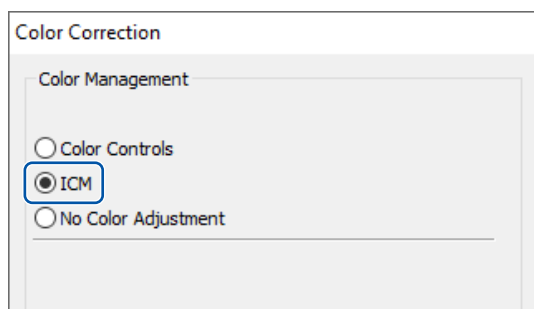 Color Correction
Color Management
Color Controls
ICM
No Color Adjustment